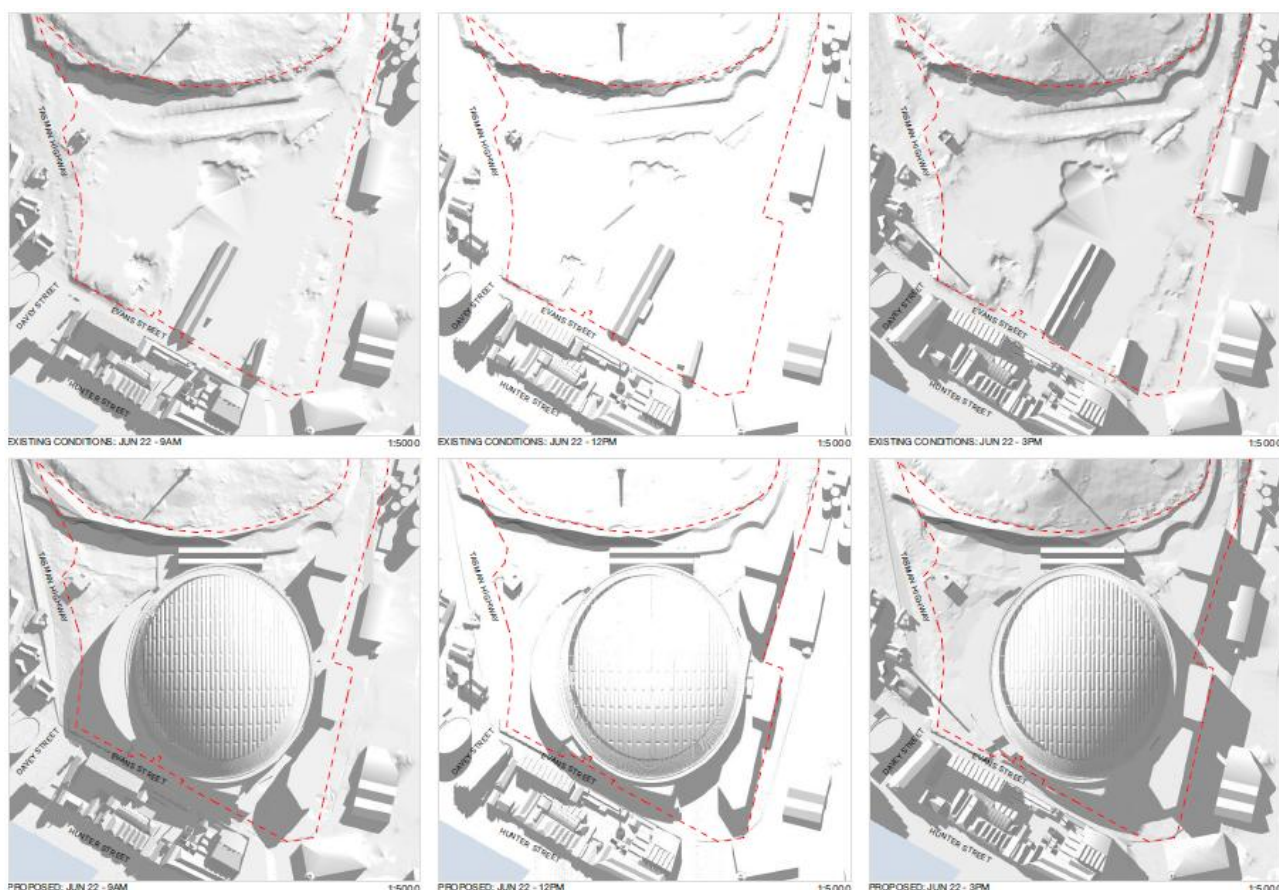 TASMAN HIGHWAY
DAVEY STREET
EVANS STREET
HUNTER STREET
EXISTING CONDITIONS: JUN 22 - 9AM
1:5000
TASMAN HIGHWAY
DAVEY STREET
EVANS STREET
HUNTER STREET
EXISTING CONDITIONS: JUN 22 - 12PM
1:5000
TASMAN HIGHWAY
DAVEY STREET
EVANS STREET
HUNTER STREET
EXISTING CONDITIONS: JUN 22 - 3PM
1:5000
TASMAN HIGHWAY
DAVEY STREET
EVANS STREET
HUNTER STREET
PROPOSED: JUN 22 - 9AM
1:5000
TASMAN HIGHWAY
DAVEY STREET
EVANS STREET
HUNTER STREET
PROPOSED: JUN 22 - 12PM
1:5000
TASMAN HIGHWAY
DAVEY STREET
EVANS STREET
HUNTER STREET
PROPOSED: JUN 22 - 3PM
1:5000